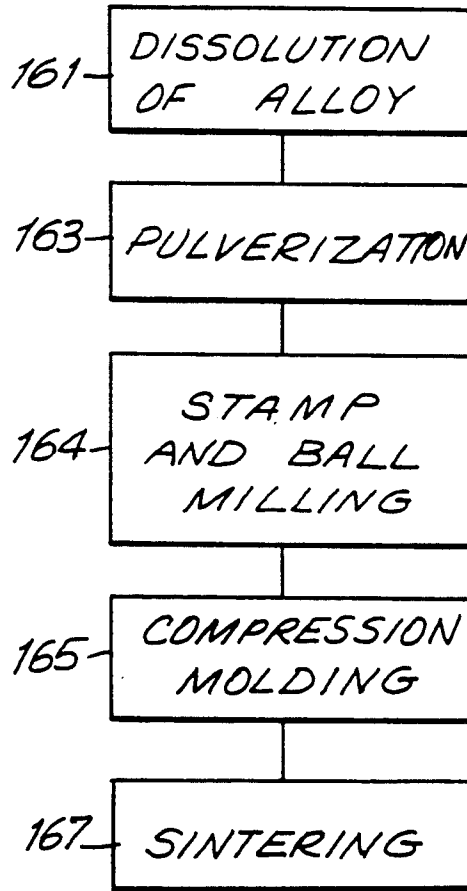 161
DISSOLUTION
OF ALLOY
163
PULVERIZATION
164
STAMP
AND BALL
MILLING
165
COMPRESSION
MOLDING
167
SINTERING